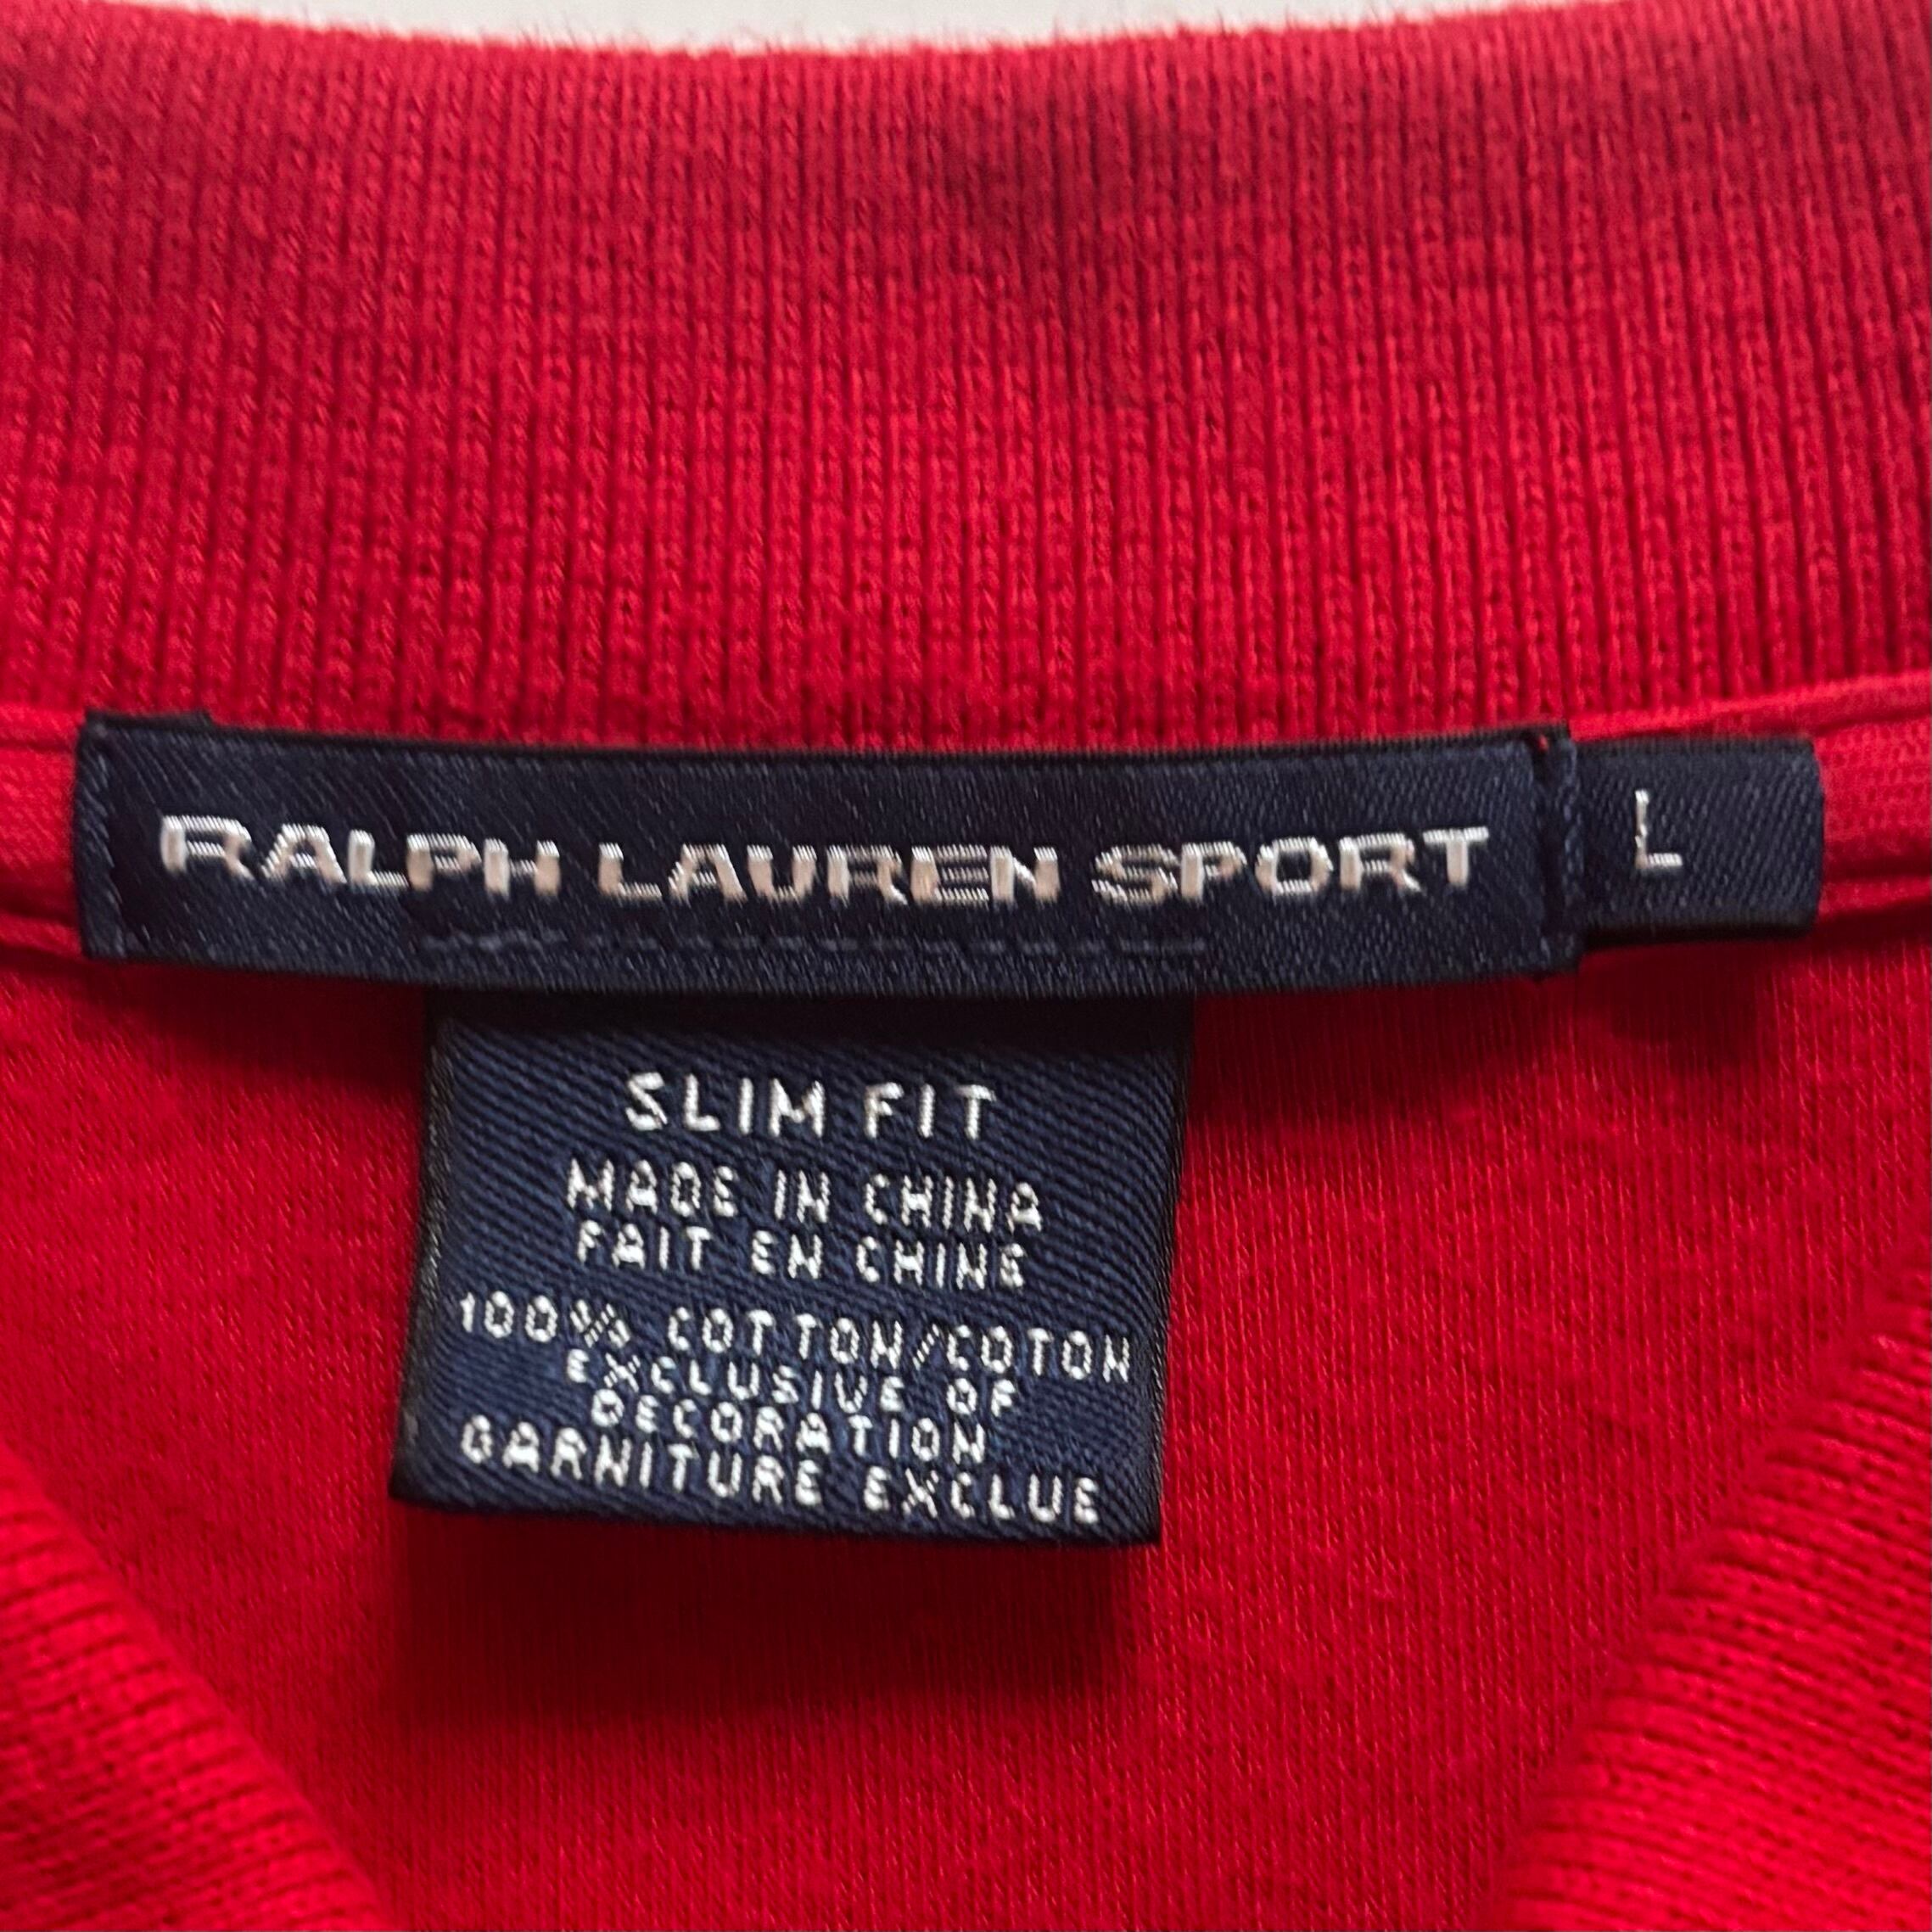 RALPH LAUREN SPORT L
SLIM FIT
MADE IN CHINA
FAIT EN CHINE
100% COTTON/COTON
EXCLUSIVE OF
DECORATION
GARNITURE EXCLUE